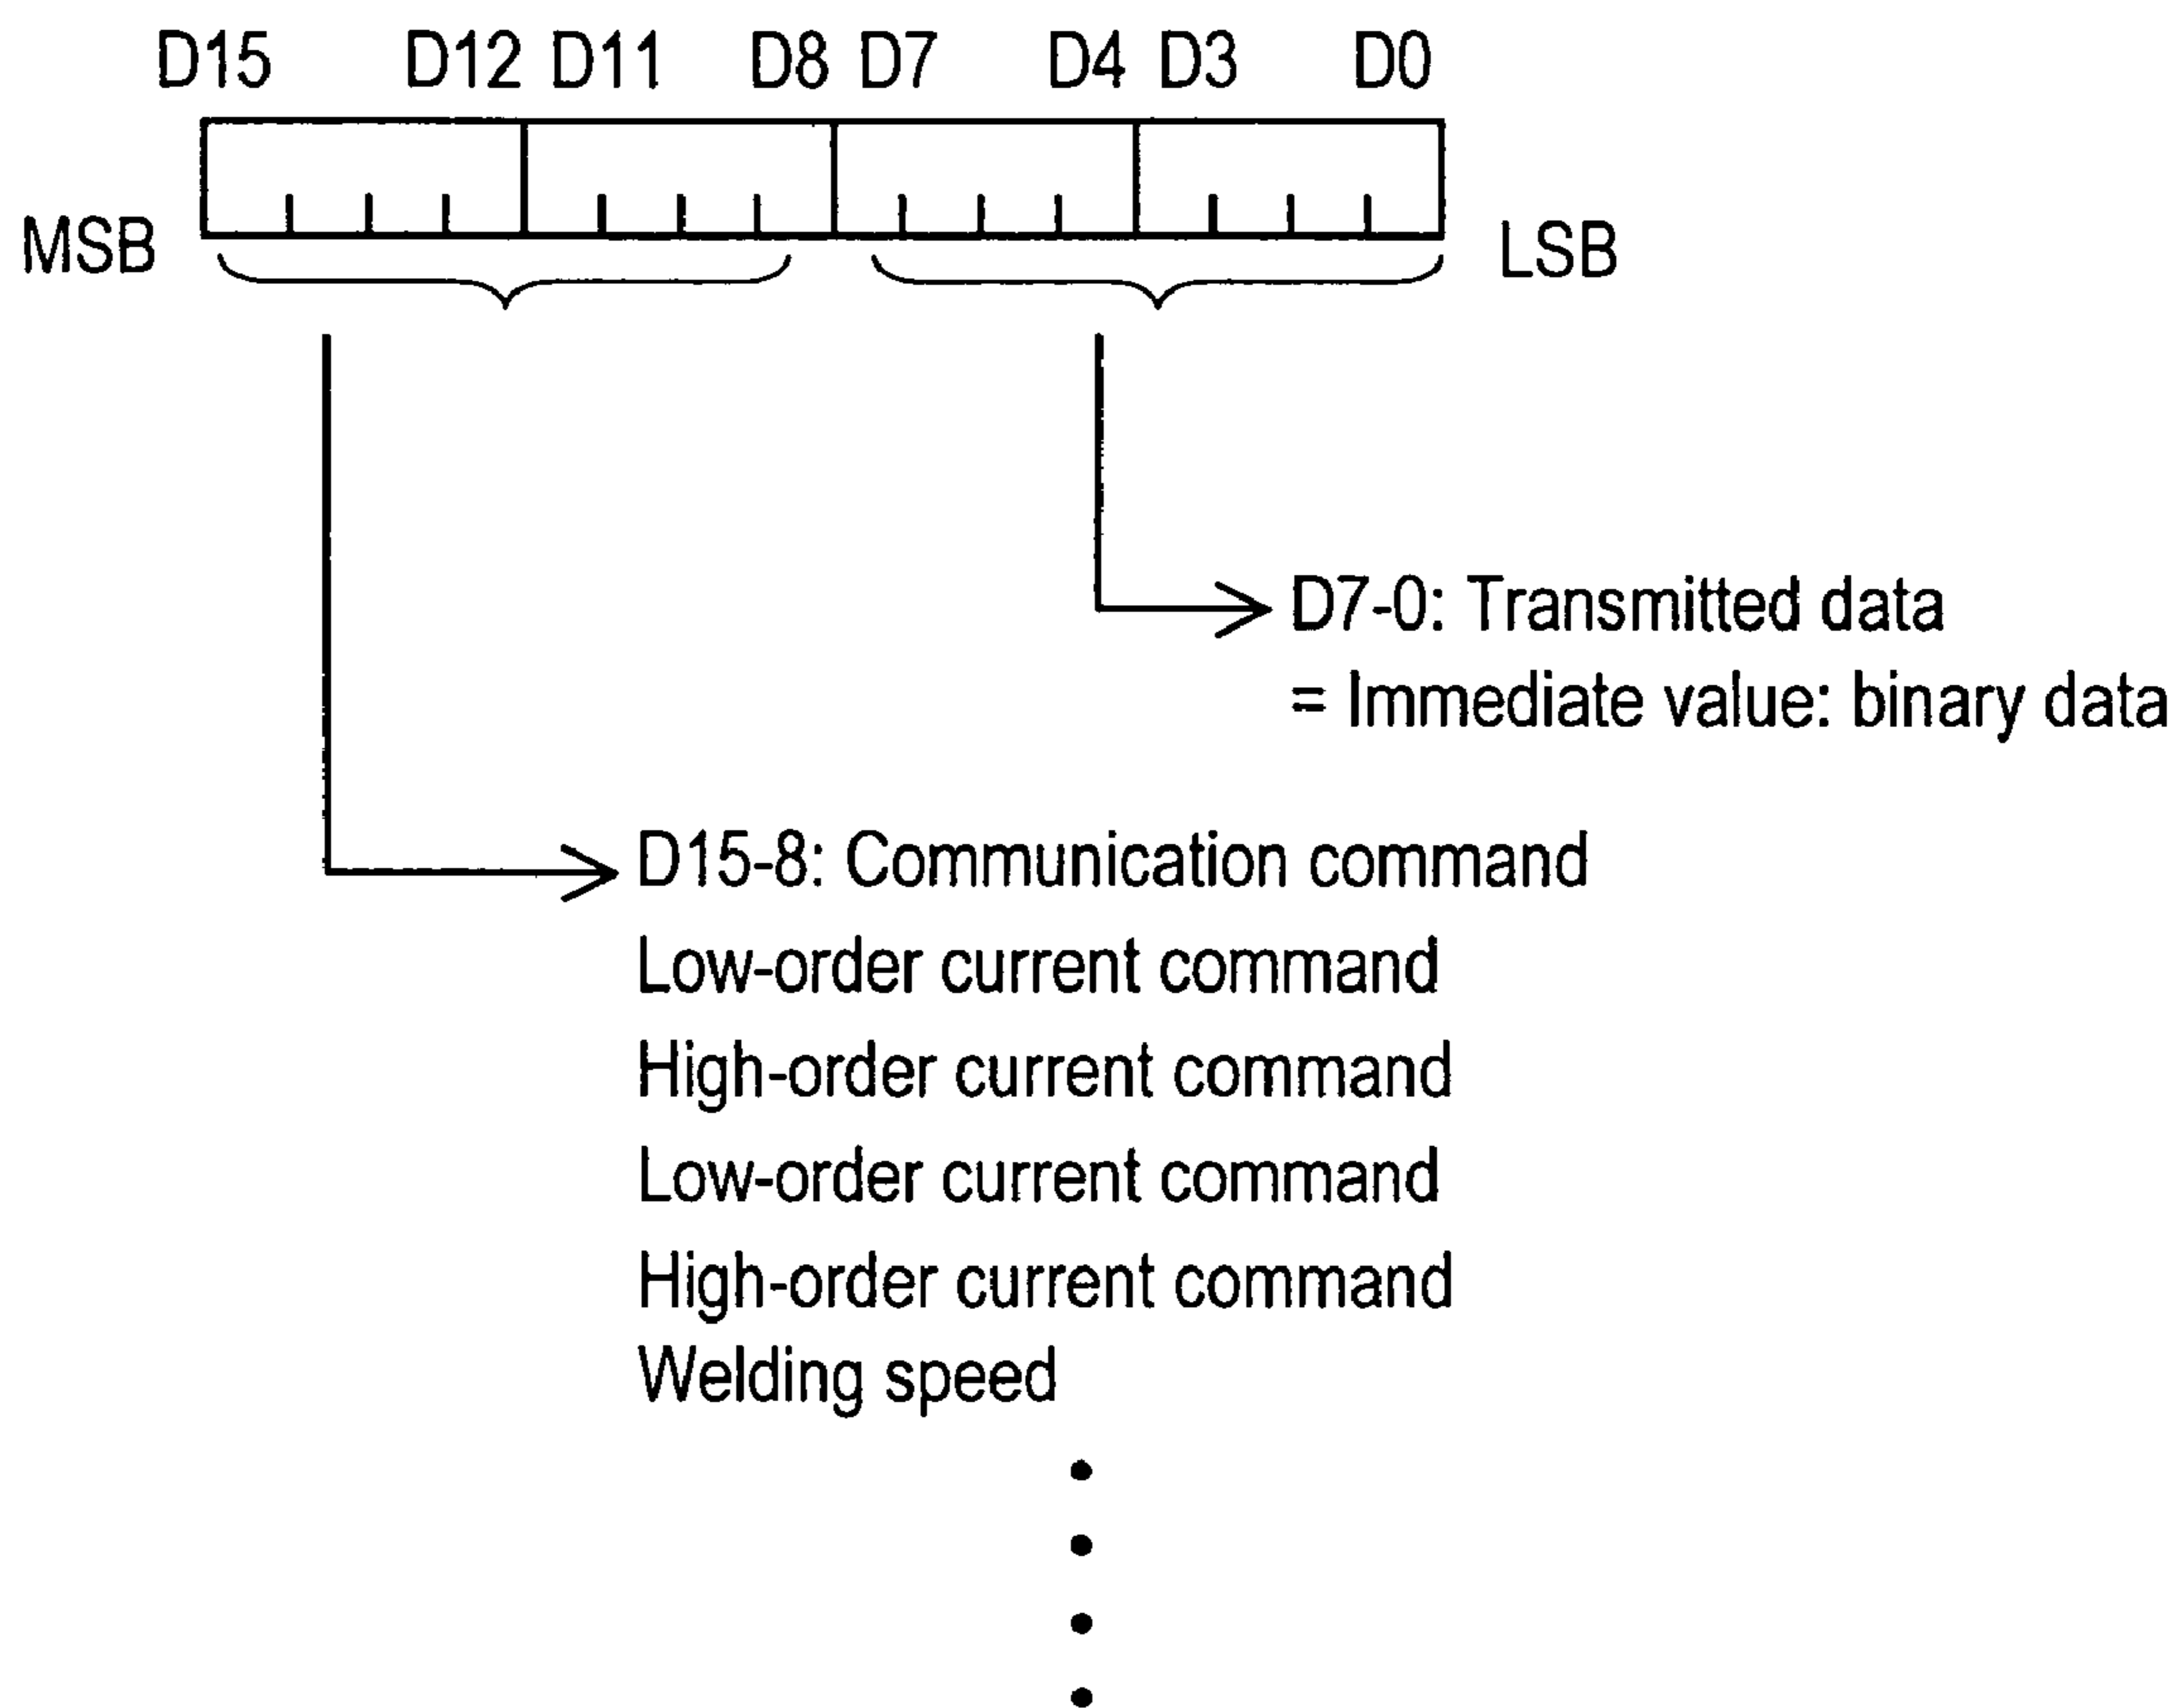 D15 D12 D11 D8 D7 D4 D3 D0
MSB LSB
D7-0: Transmitted data
= Immediate value: binary data
D15-8: Communication command
Low-order current command
High-order current command
Low-order current command
High-order current command
Welding speed